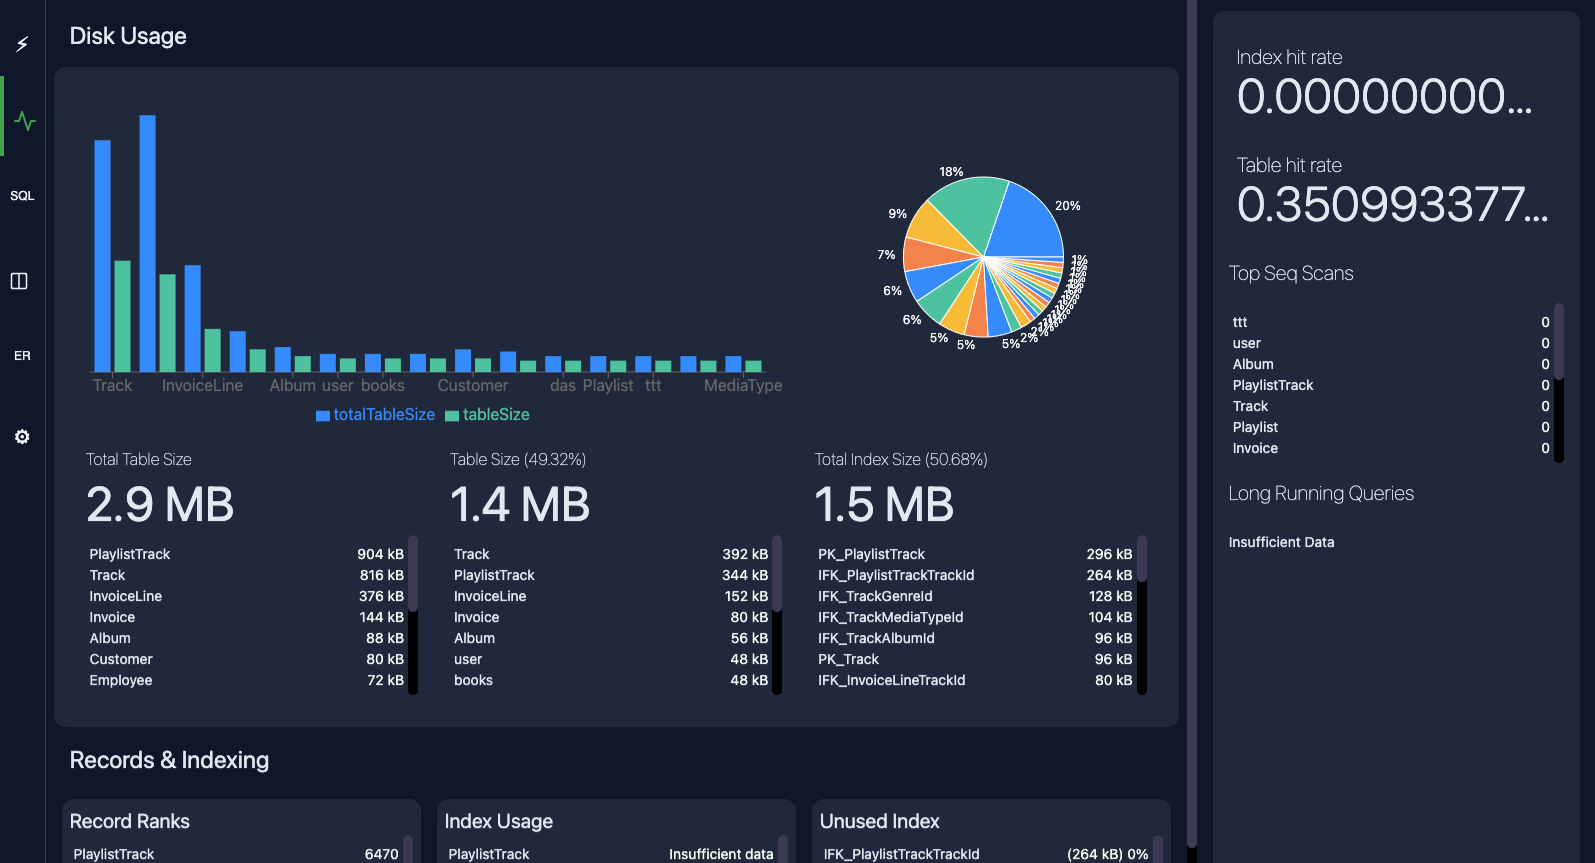 Disk Usage
Track InvoiceLine Album user books Customer das Playlist ttt MediaType
totalTableSize tableSize
18%
20%
9%
7%
6%
6%
5%
5%
5%
2%
1%
Total Table Size
2.9 MB
PlaylistTrack 904 kB
Track 816 kB
InvoiceLine 376 kB
Invoice 144 kB
Album 88 kB
Customer 80 kB
Employee 72 kB
Table Size (49.32%)
1.4 MB
Track 392 kB
PlaylistTrack 344 kB
InvoiceLine 152 kB
Invoice 80 kB
Album 56 kB
user 48 kB
books 48 kB
Total Index Size (50.68%)
1.5 MB
PK_PlaylistTrack 296 kB
IFK_PlaylistTrackTrackId 264 kB
IFK_TrackGenreId 128 kB
IFK_TrackMediaTypeId 104 kB
IFK_TrackAlbumId 96 kB
PK_Track 96 kB
IFK_InvoiceLineTrackId 80 kB
Records & Indexing
Record Ranks
PlaylistTrack 6470
Index Usage
PlaylistTrack Insufficient data
Unused Index
IFK_PlaylistTrackTrackId (264 kB) 0%
SQL
ER
Index hit rate
0.00000000...
Table hit rate
0.350993377...
Top Seq Scans
ttt 0
user 0
Album 0
PlaylistTrack 0
Track 0
Playlist 0
Invoice 0
Long Running Queries
Insufficient Data